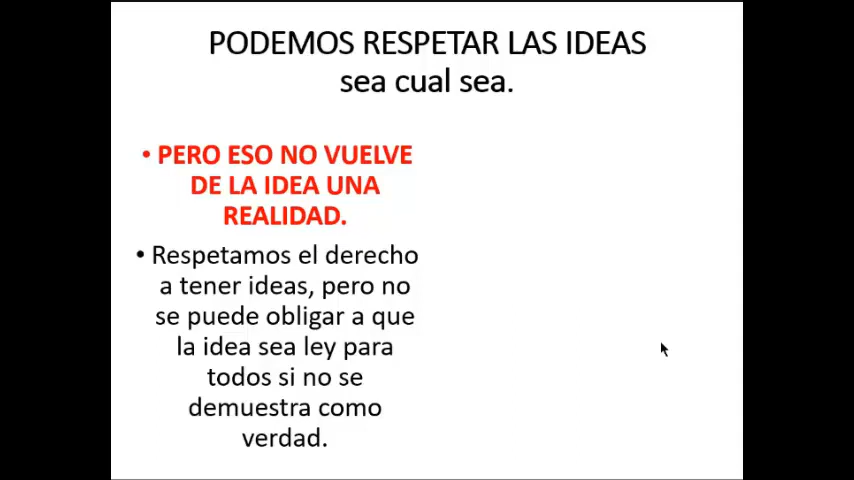 PODEMOS RESPETAR LAS IDEAS
sea cual sea.
• PERO ESO NO VUELVE
DE LA IDEA UNA
REALIDAD.
• Respetamos el derecho
a tener ideas, pero no
se puede obligar a que
la idea sea ley para
todos si no se
demuestra como
verdad.